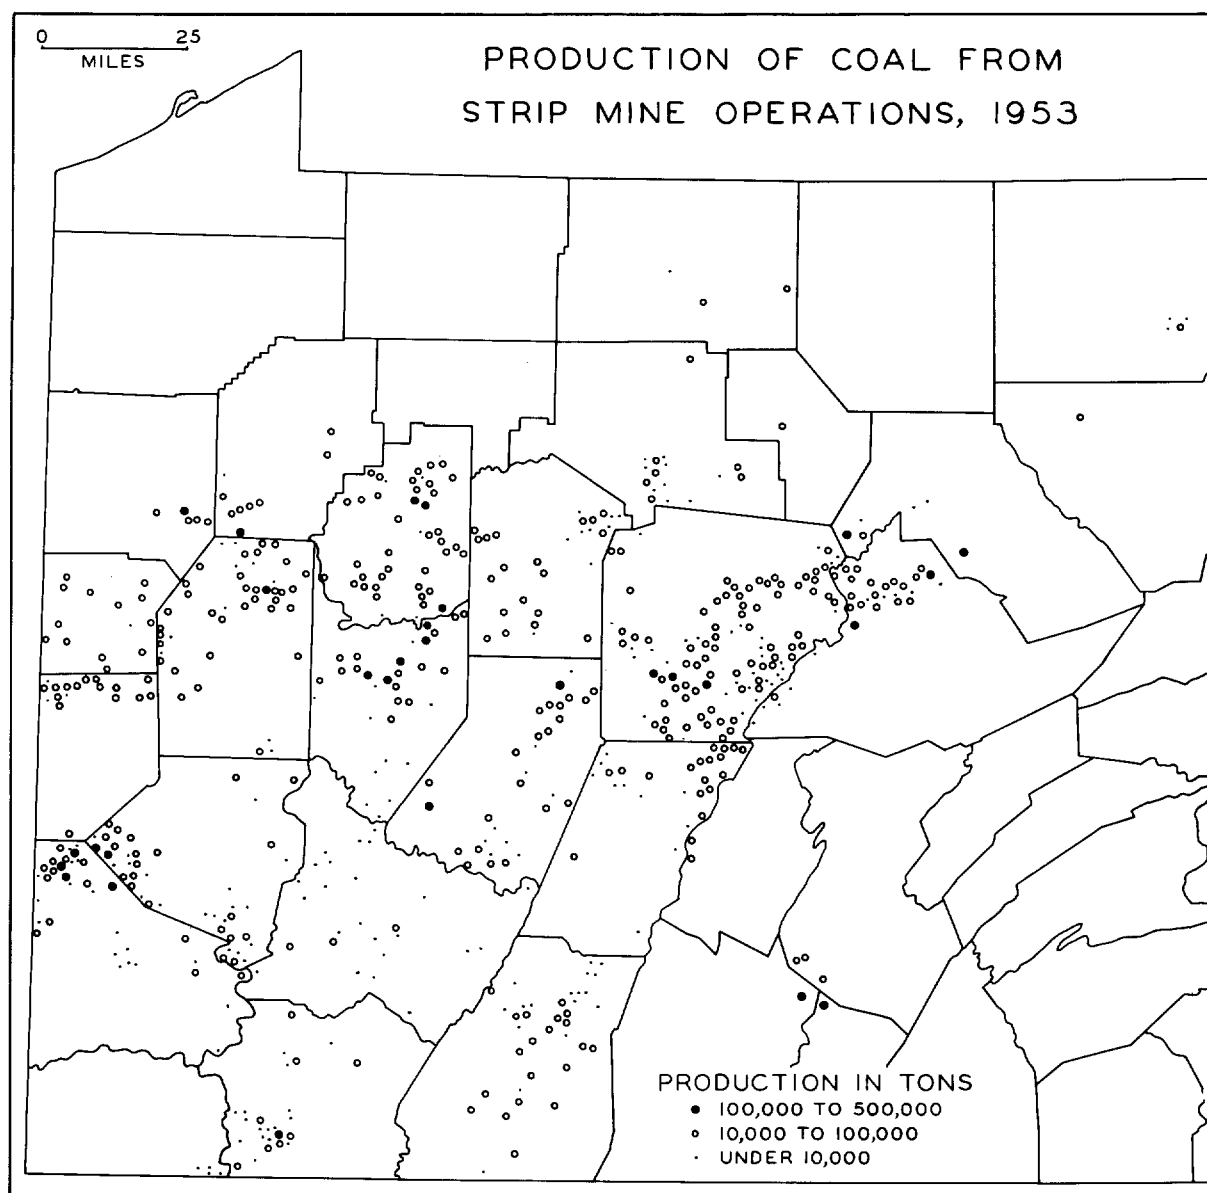 0 25
MILES
PRODUCTION OF COAL FROM
STRIP MINE OPERATIONS, 1953
PRODUCTION IN TONS
100,000 TO 500,000
10,000 TO 100,000
UNDER 10,000